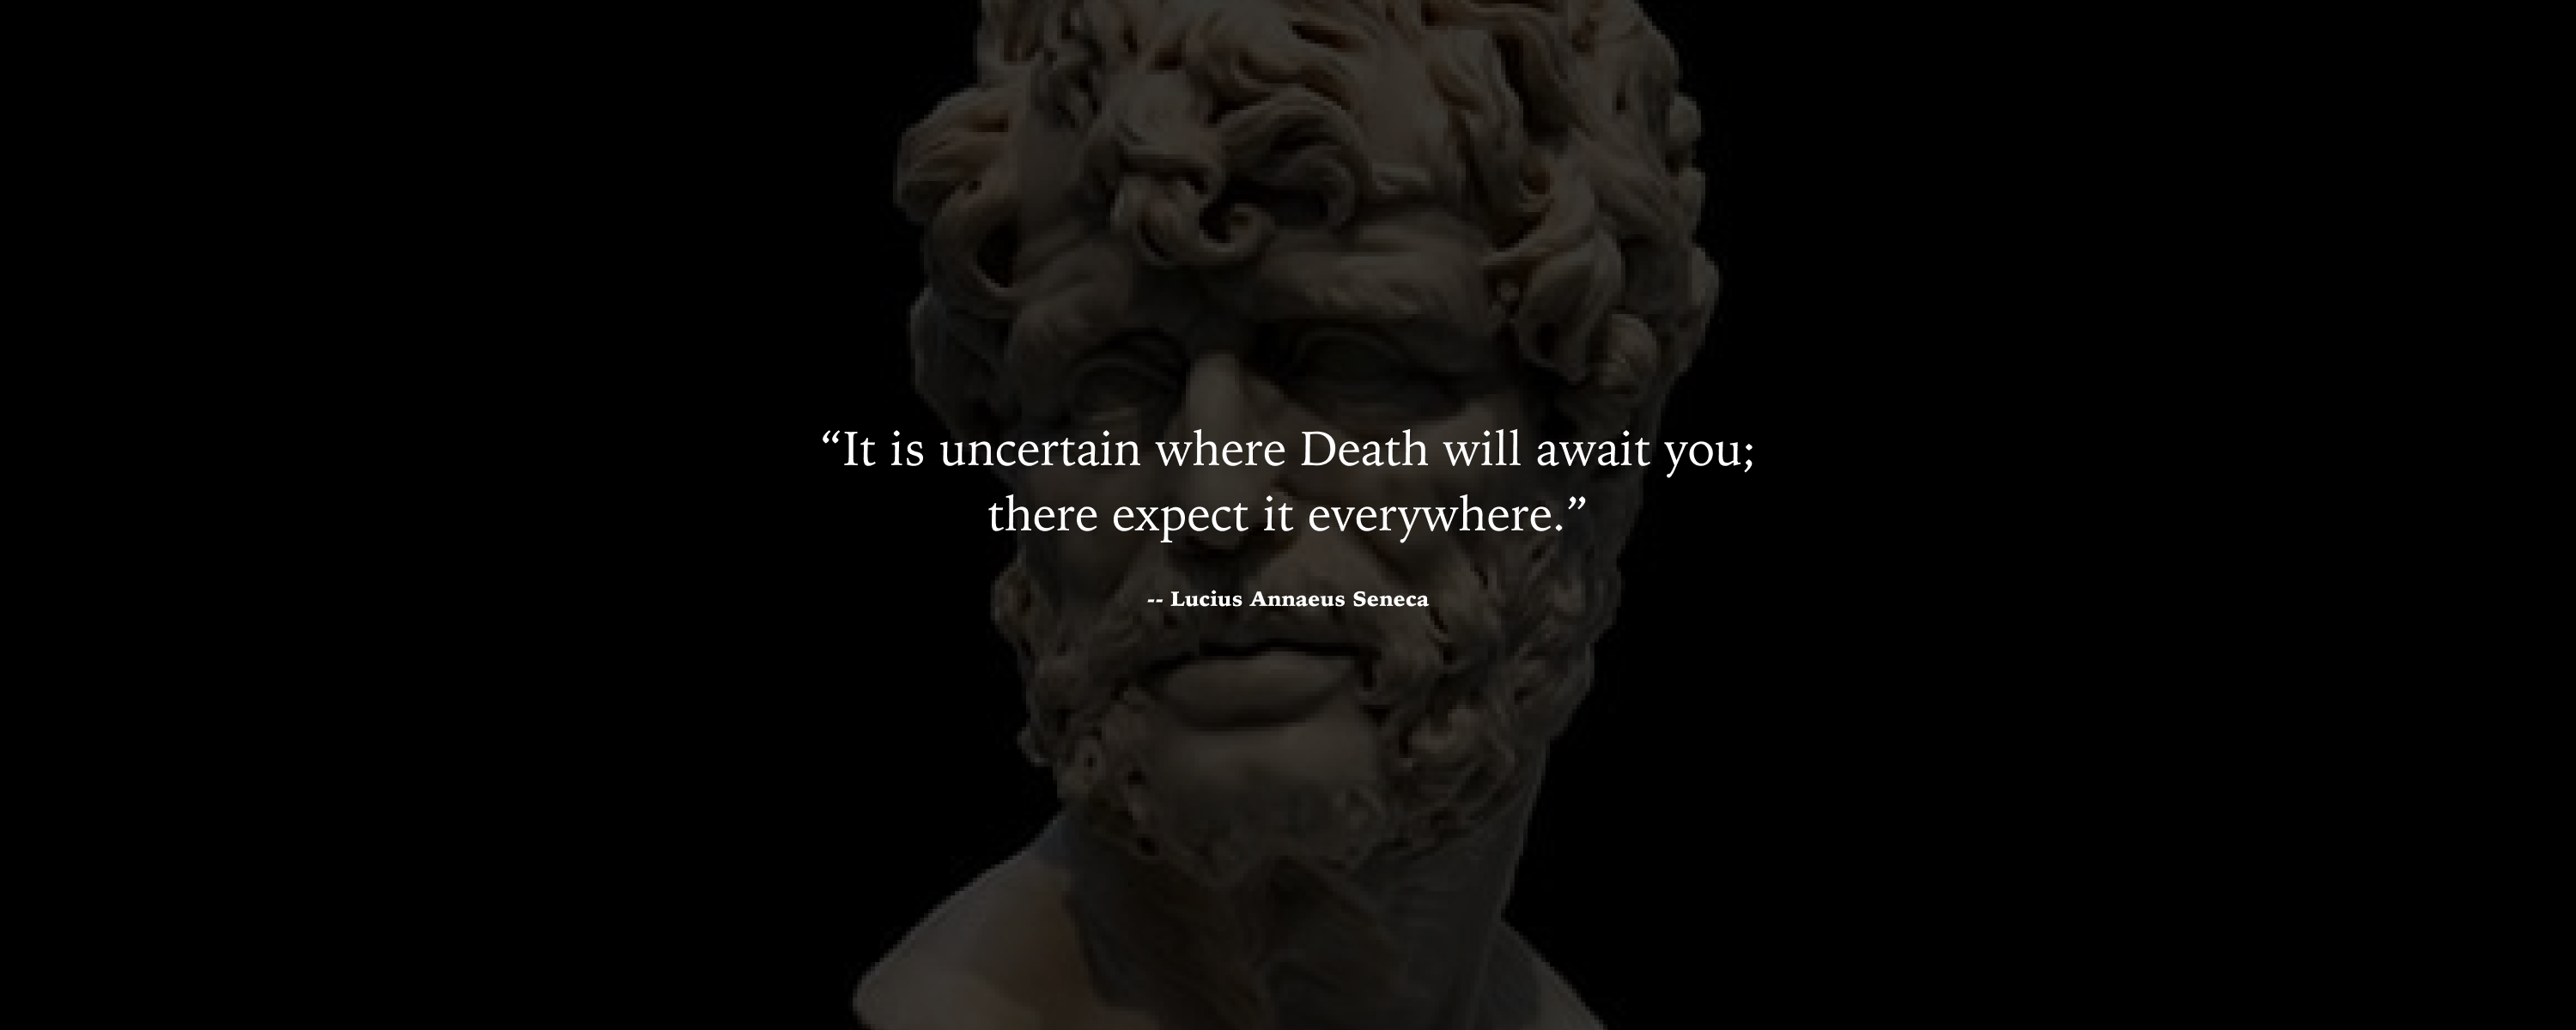 “It is uncertain where Death will await you;
there expect it everywhere.”
-- Lucius Annaeus Seneca